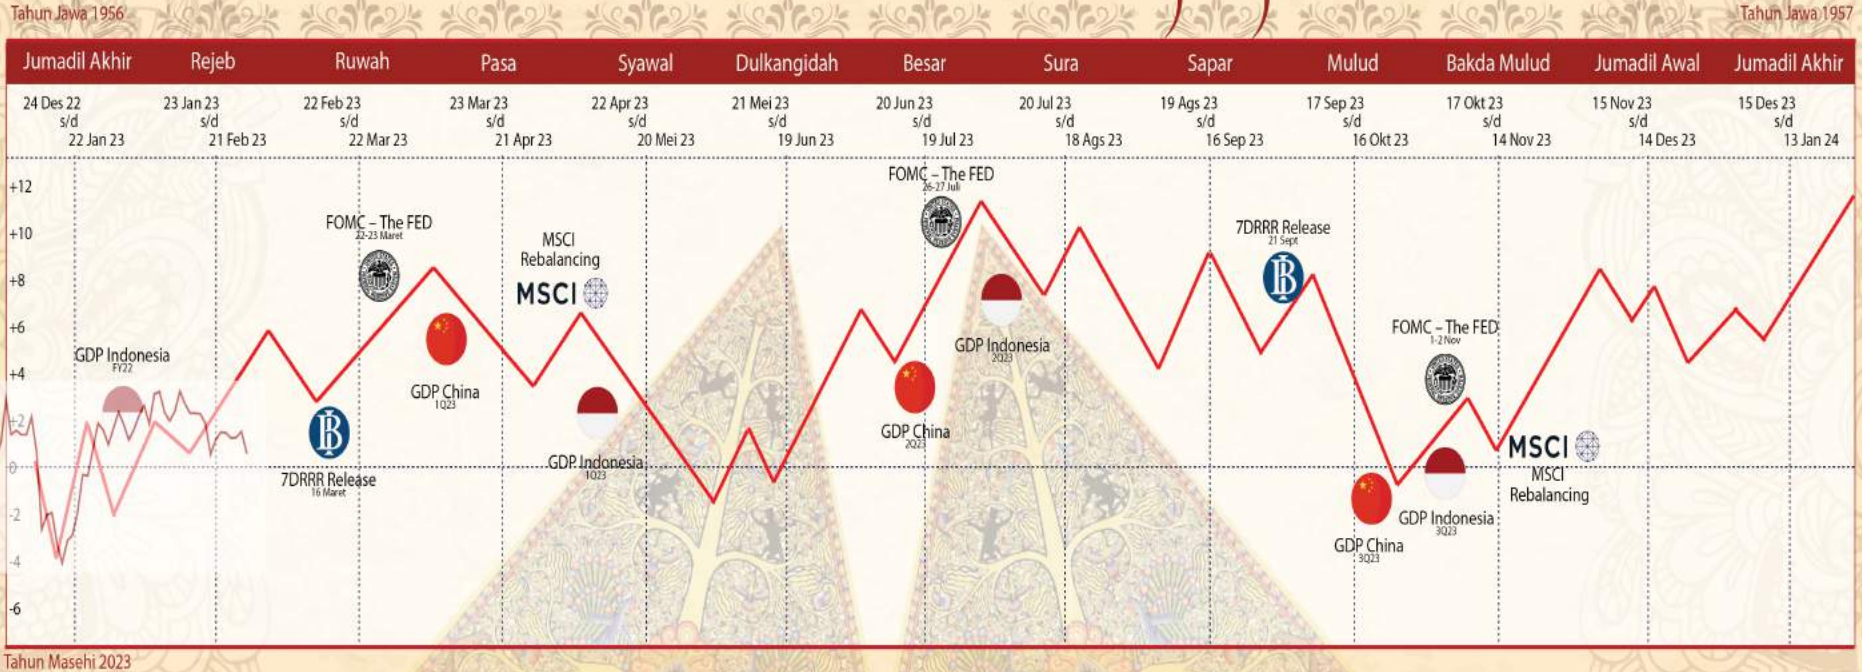 Tahun Jawa 1956
Tahun Jawa 1957
Jumadil Akhir
Rejeb
Ruwah
Pasa
Syawal
Dulkangidah
Besar
Sura
Sapar
Mulud
Bakda Mulud
Jumadil Awal
Jumadil Akhir
24 Des 22
s/d
22 Jan 23
23 Jan 23
s/d
21 Feb 23
22 Feb 23
s/d
22 Mar 23
23 Mar 23
s/d
21 Apr 23
22 Apr 23
s/d
20 Mei 23
21 Mei 23
s/d
19 Jun 23
20 Jun 23
s/d
19 Jul 23
20 Jul 23
s/d
18 Ags 23
19 Ags 23
s/d
16 Sep 23
17 Sep 23
s/d
16 Okt 23
17 Okt 23
s/d
14 Nov 23
15 Nov 23
s/d
14 Des 23
15 Des 23
s/d
13 Jan 24
+12
+10
+8
+6
+4
+2
0
-2
-4
-6
GDP Indonesia
FY22
7DRRR Release
16 Maret
FOMC – The FED
22-23 Maret
GDP China
1Q23
MSCI
Rebalancing
MSCI
GDP Indonesia
1Q23
FOMC – The FED
26-27 Juli
GDP China
2Q23
GDP Indonesia
2Q23
7DRRR Release
21 Sept
GDP China
3Q23
FOMC – The FED
1-2 Nov
GDP Indonesia
3Q23
MSCI
MSCI
Rebalancing
Tahun Masehi 2023